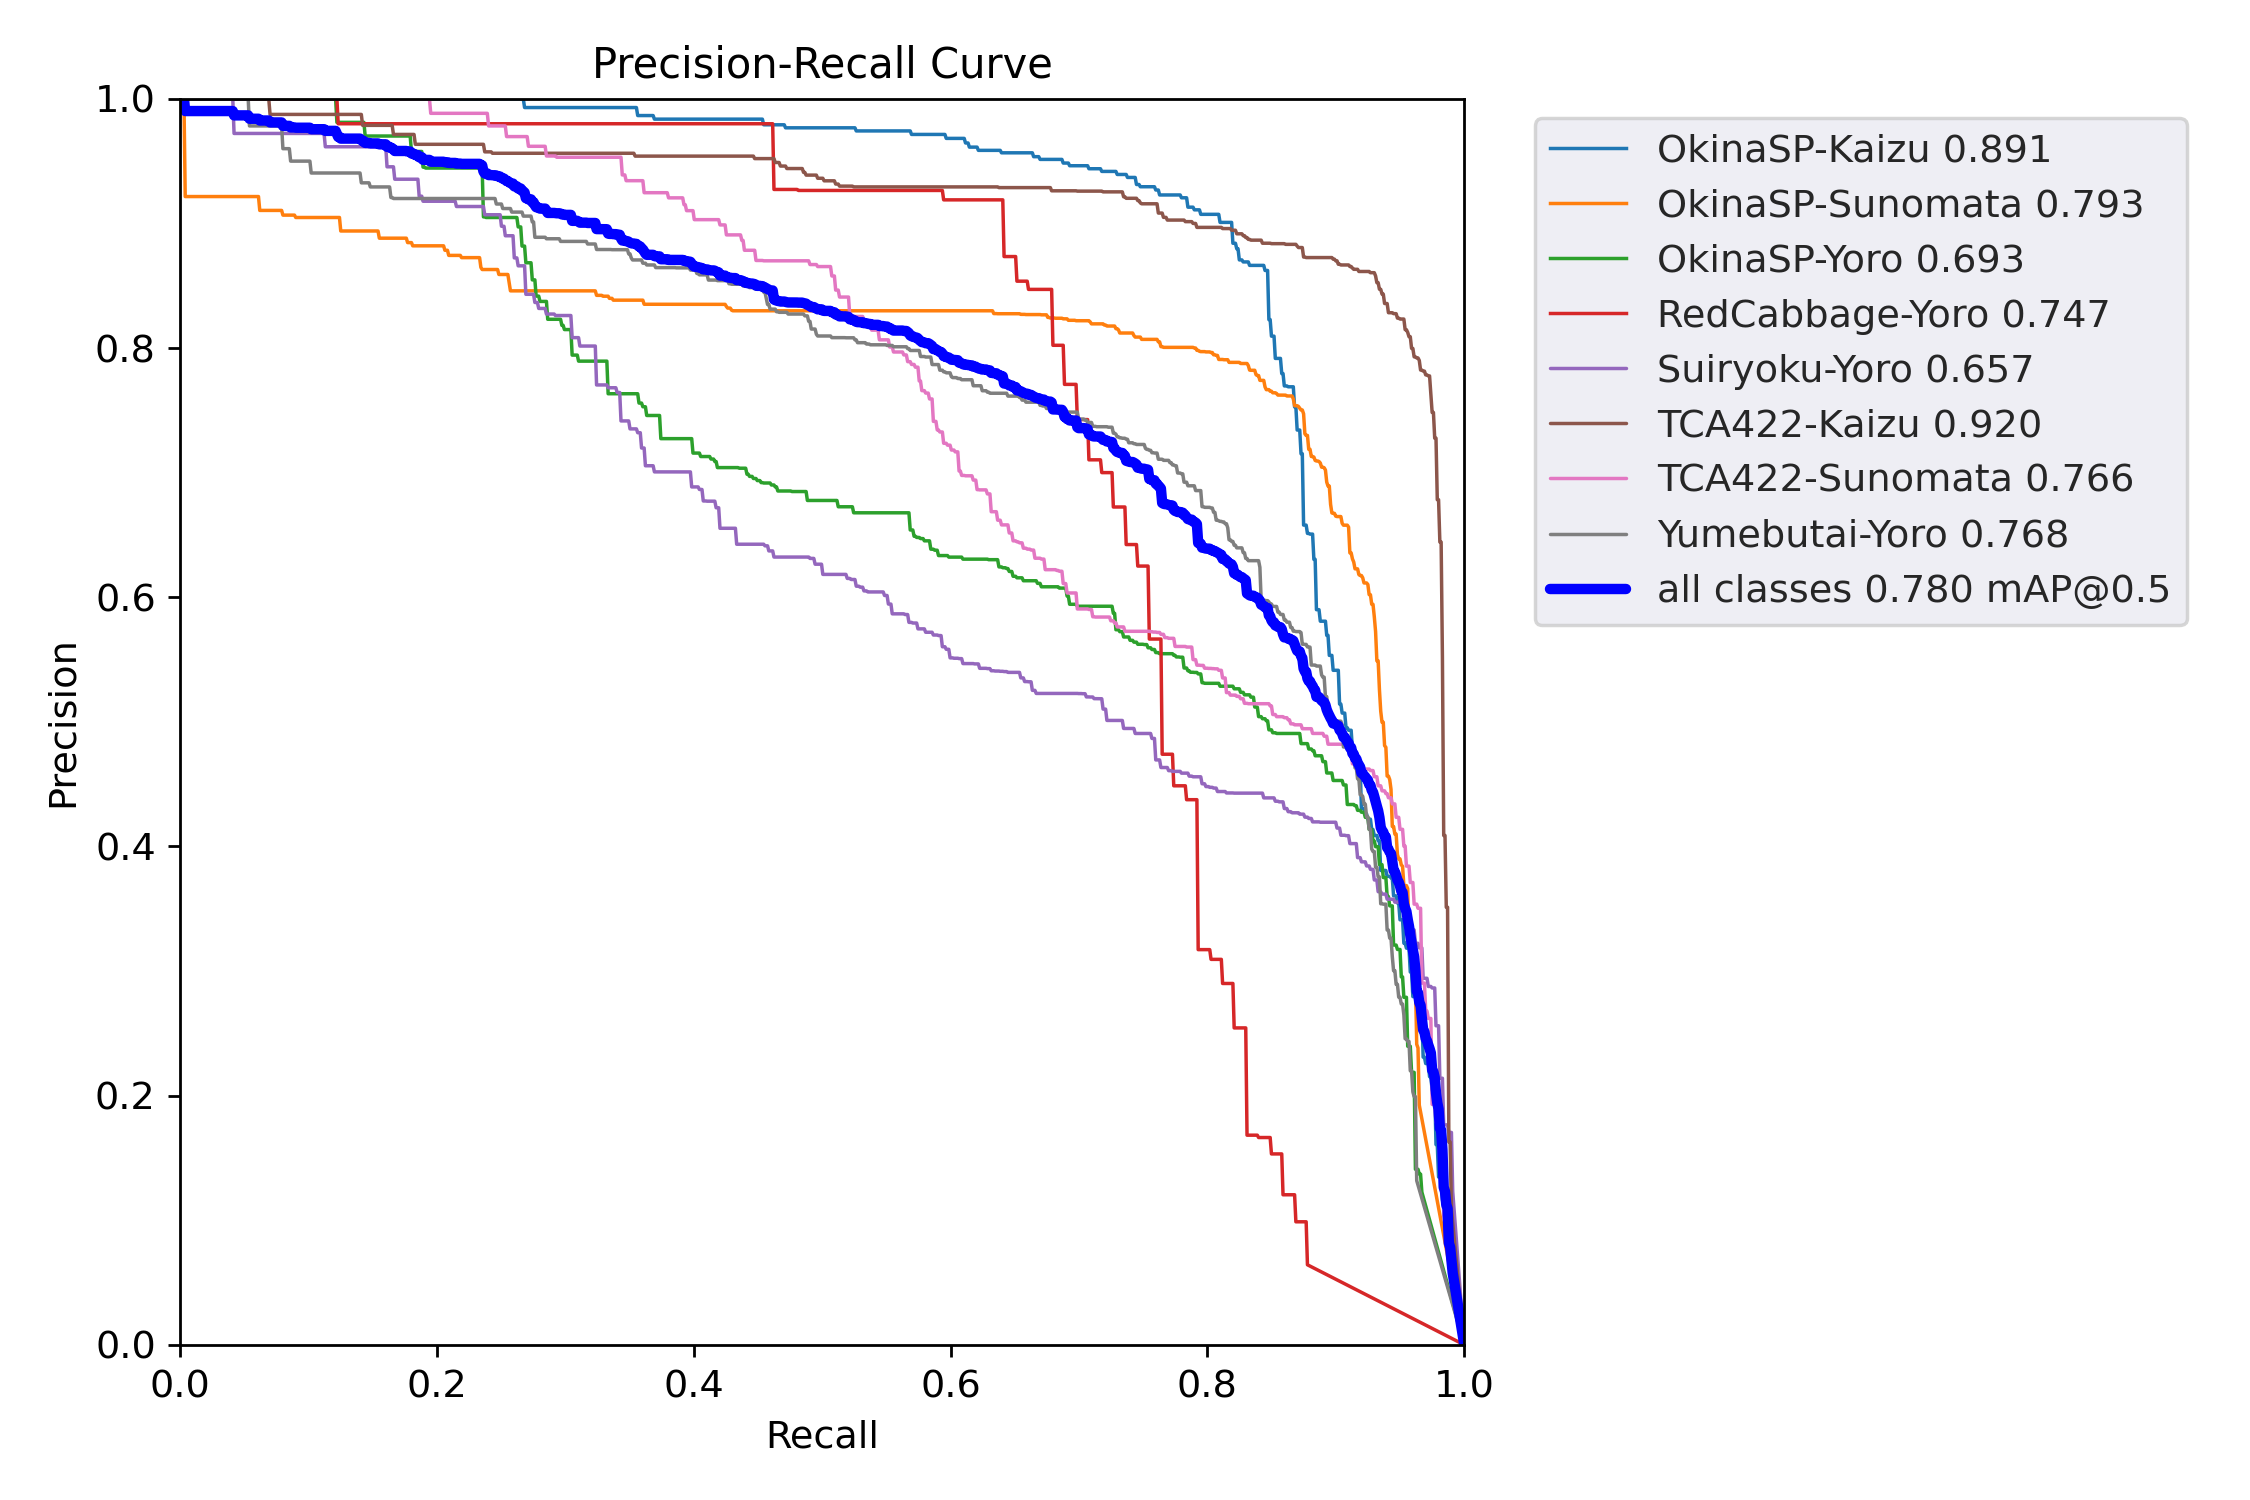 Precision-Recall Curve
1.0
0.8
0.6
0.4
0.2
0.0
Precision
0.0 0.2 0.4 0.6 0.8 1.0
Recall
OkinaSP-Kaizu 0.891
OkinaSP-Sunomata 0.793
OkinaSP-Yoro 0.693
RedCabbage-Yoro 0.747
Suiryoku-Yoro 0.657
TCA422-Kaizu 0.920
TCA422-Sunomata 0.766
Yumebutai-Yoro 0.768
all classes 0.780 mAP@0.5